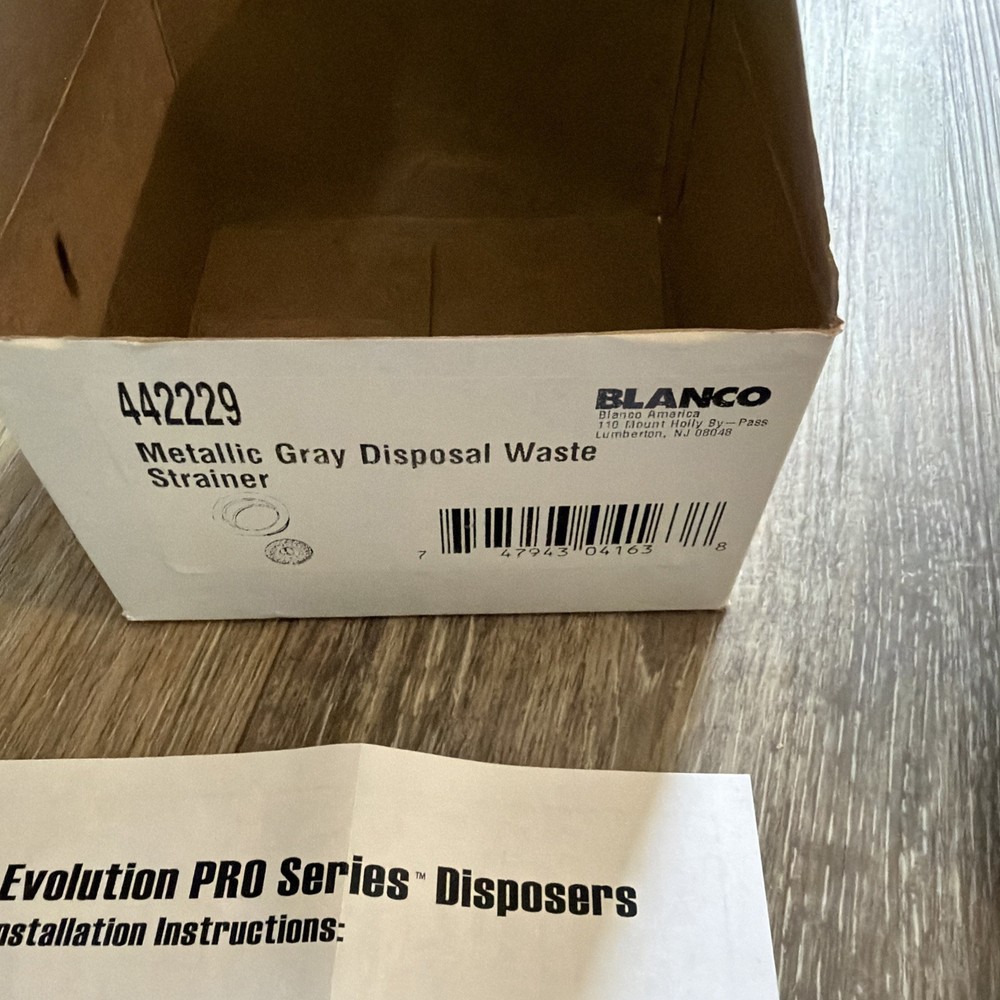 442229
Metallic Gray Disposal Waste
Strainer
BLANCO
Blanco America
110 Mount Holly By-Pass
Lumberton, NJ 08048
7 47943 04163 8
Evolution PRO Series™ Disposers
nstallation Instructions: